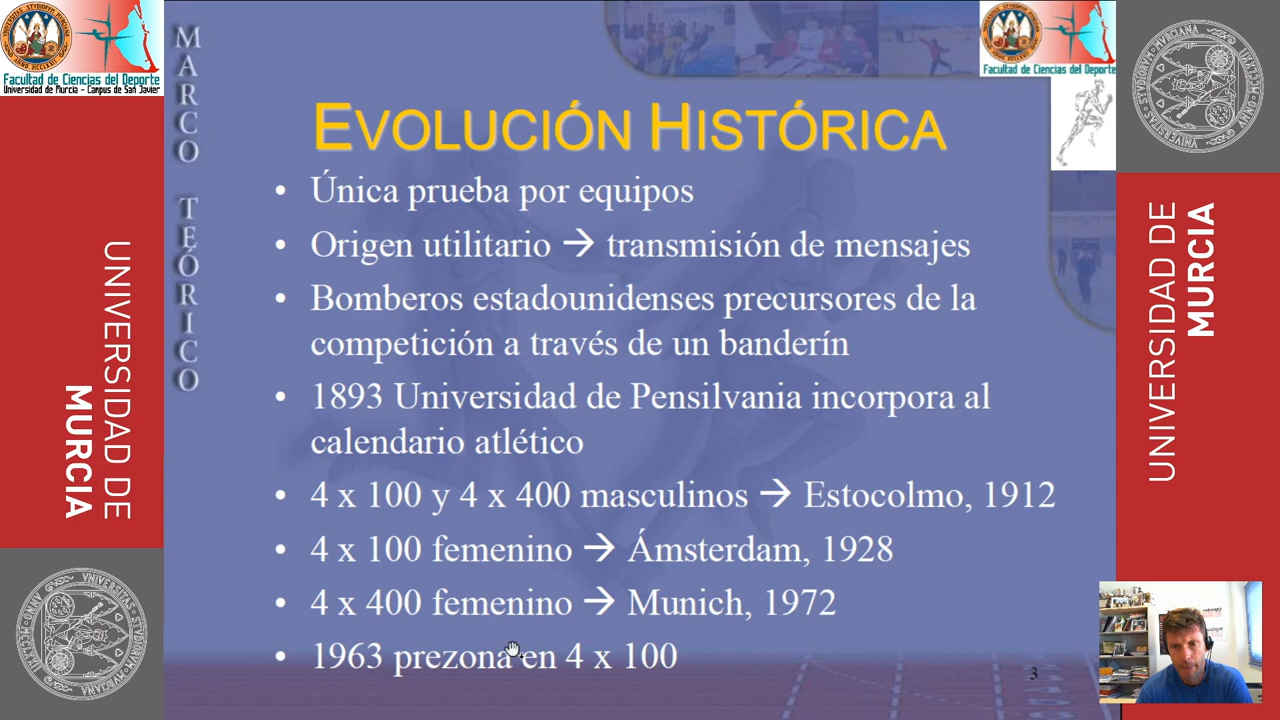 Facultad de Ciencias del Deporte
Universidad de Murcia - Campus de San Javier
UNIVERSIDAD DE
MURCIA
MARCO TEÓRICO
Facultad de Ciencias del Deporte
EVOLUCIÓN HISTÓRICA
• Única prueba por equipos
• Origen utilitario → transmisión de mensajes
• Bomberos estadounidenses precursores de la
competición a través de un banderín
• 1893 Universidad de Pensilvania incorpora al
calendario atlético
• 4 x 100 y 4 x 400 masculinos → Estocolmo, 1912
• 4 x 100 femenino → Ámsterdam, 1928
• 4 x 400 femenino → Munich, 1972
• 1963 prezona en 4 x 100
3
UNIVERSIDAD DE
MURCIA